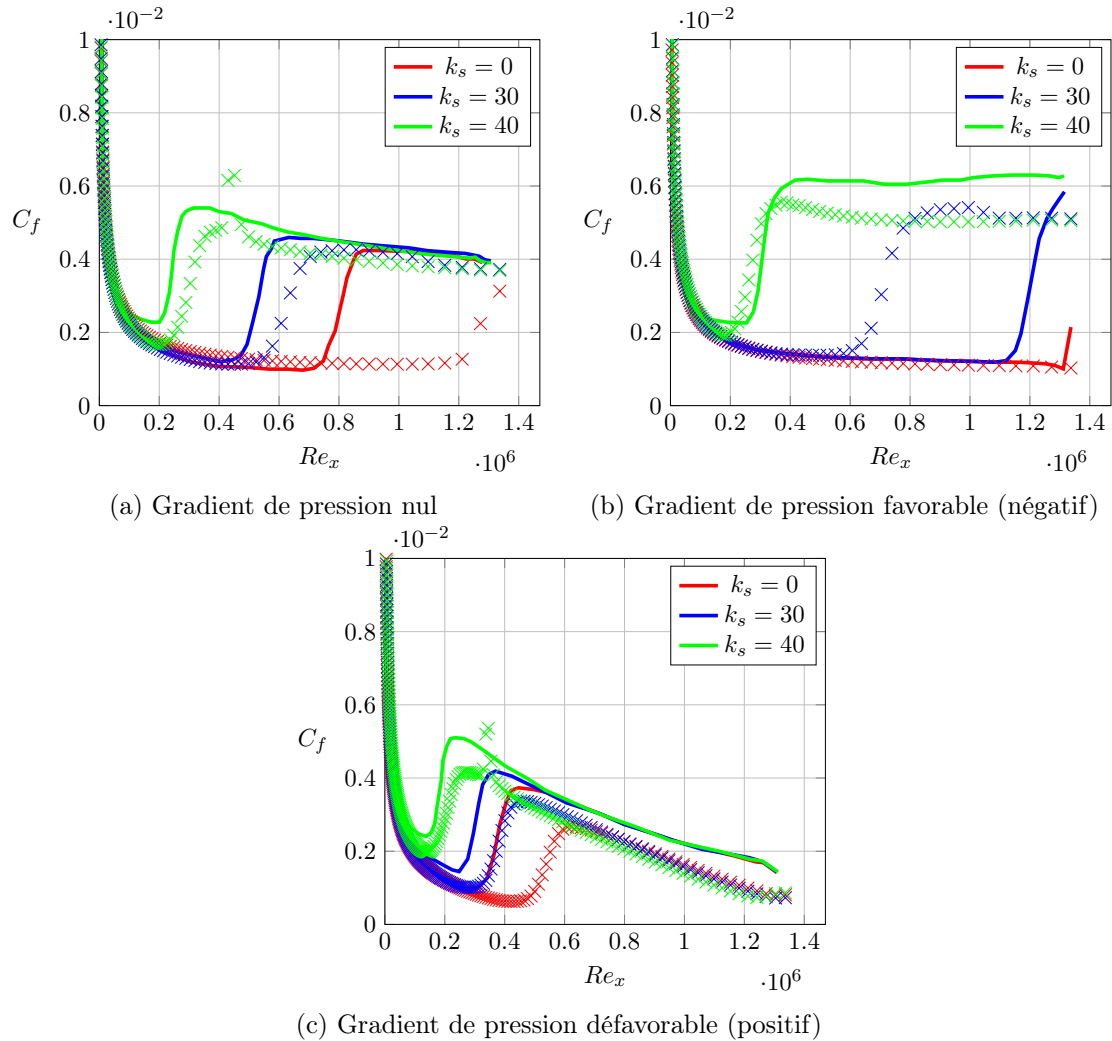 ·10⁻²
1
0.8
0.6
0.4
0.2
0
C_f
0 0.2 0.4 0.6 0.8 1 1.2 1.4
Re_x
·10⁶
k_s = 0
k_s = 30
k_s = 40
(a) Gradient de pression nul
·10⁻²
1
0.8
0.6
0.4
0.2
0
C_f
0 0.2 0.4 0.6 0.8 1 1.2 1.4
Re_x
·10⁶
k_s = 0
k_s = 30
k_s = 40
(b) Gradient de pression favorable (négatif)
·10⁻²
1
0.8
0.6
0.4
0.2
0
C_f
0 0.2 0.4 0.6 0.8 1 1.2 1.4
Re_x
·10⁶
k_s = 0
k_s = 30
k_s = 40
(c) Gradient de pression défavorable (positif)